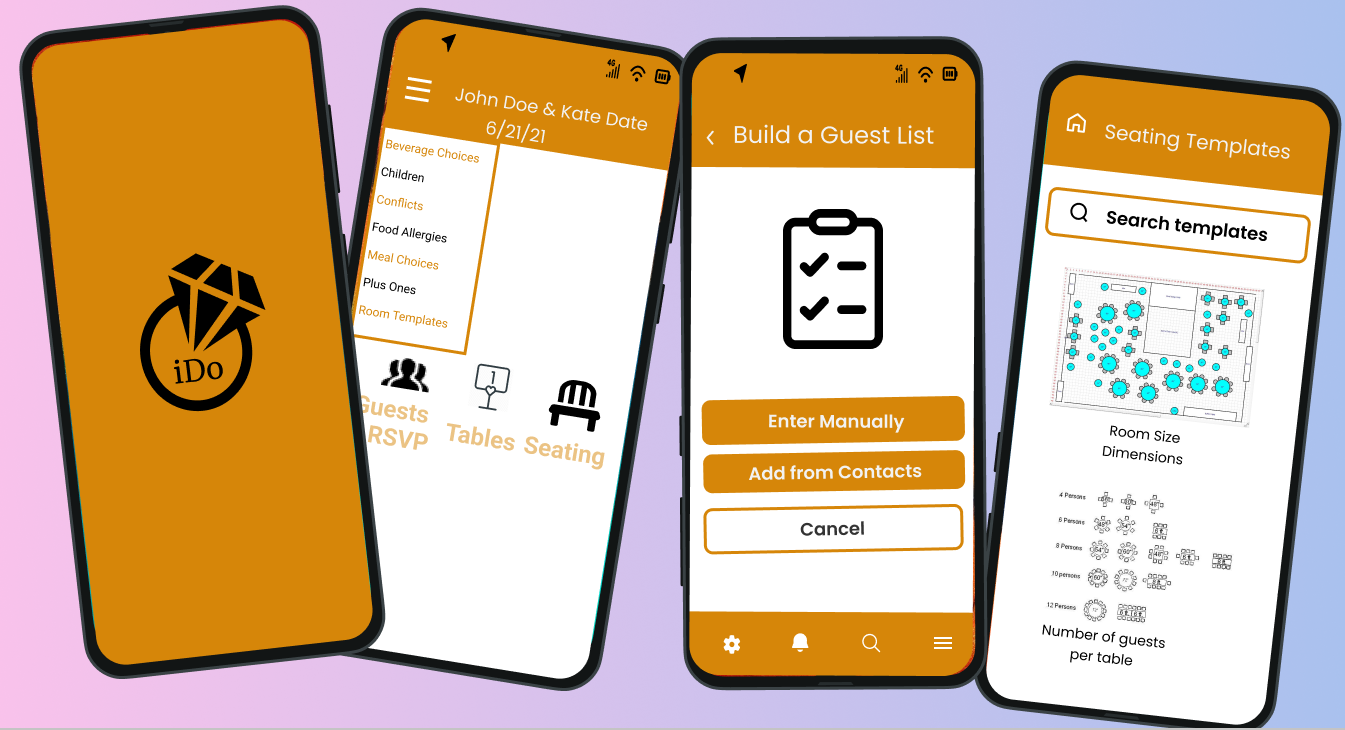 iDo
4G
John Doe & Kate Date
6/21/21
Beverage Choices
Children
Conflicts
Food Allergies
Meal Choices
Plus Ones
Room Templates
1
Guests
RSVP
Tables
Seating
4G
Build a Guest List
Enter Manually
Add from Contacts
Cancel
Seating Templates
Search templates
Room Size
Dimensions
4 Persons
6 Persons
8 Persons
10 persons
12 Persons
Number of guests
per table